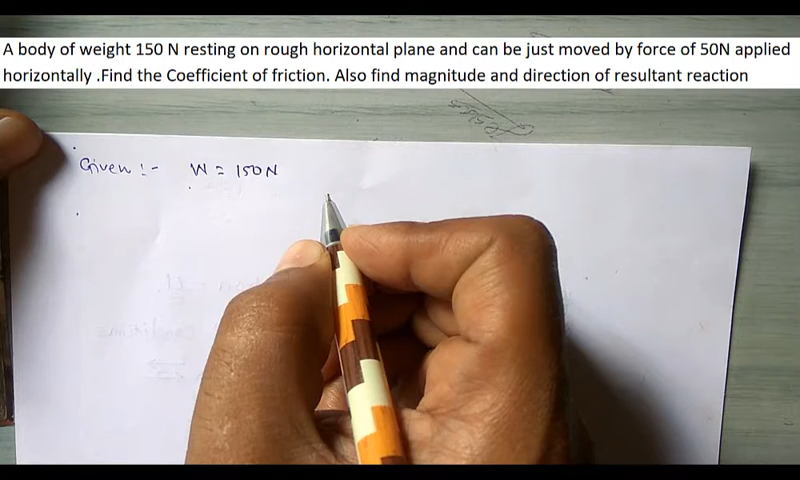 A body of weight 150 N resting on rough horizontal plane and can be just moved by force of 50N applied
horizontally .Find the Coefficient of friction. Also find magnitude and direction of resultant reaction
Given :- W = 150N